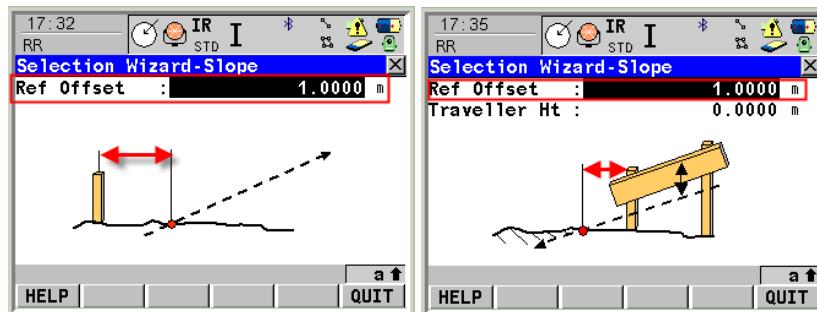 17:32
RR
IR
STD
I
Selection Wizard-Slope
Ref Offset : 1.0000 m
a
HELP
QUIT
17:35
RR
IR
STD
I
Selection Wizard-Slope
Ref Offset : 1.0000 m
Traveller Ht : 0.0000 m
a
HELP
QUIT